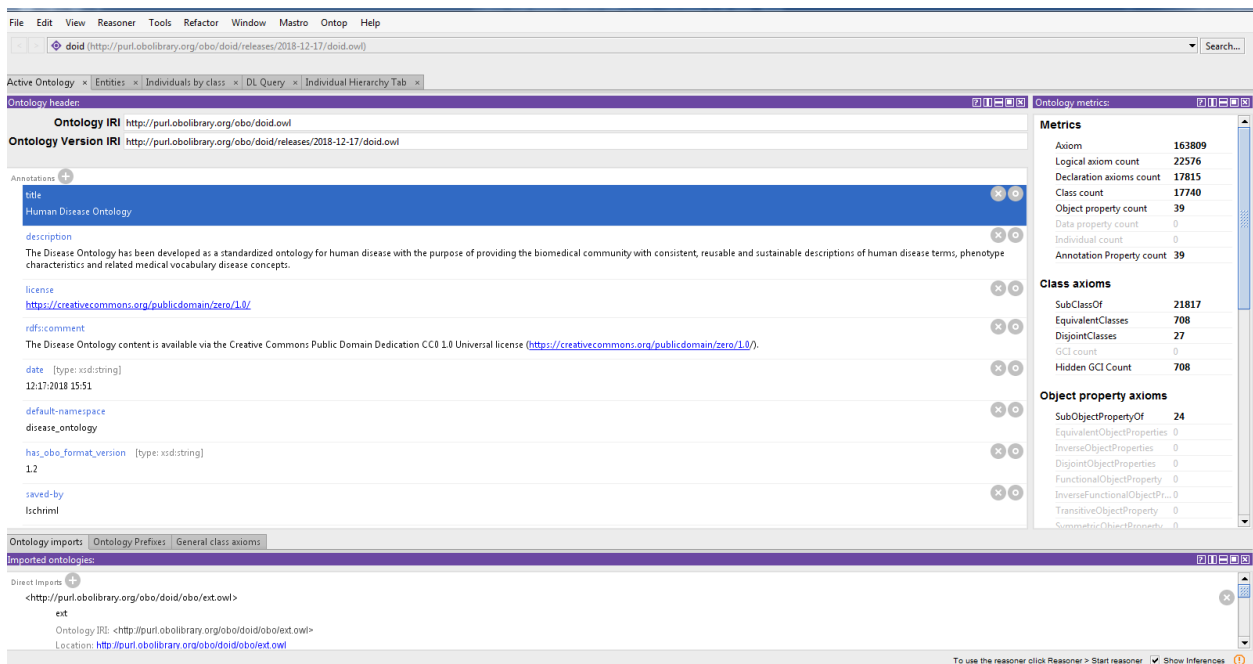 File Edit View Reasoner Tools Refactor Window Mastro Ontop Help
doid (http://purl.obolibrary.org/obo/doid/releases/2018-12-17/doid.owl)
Search...
Active Ontology × Entities × Individuals by class × DL Query × Individual Hierarchy Tab ×
Ontology header:
Ontology IRI http://purl.obolibrary.org/obo/doid.owl
Ontology Version IRI http://purl.obolibrary.org/obo/doid/releases/2018-12-17/doid.owl
Annotations
title
Human Disease Ontology
description
The Disease Ontology has been developed as a standardized ontology for human disease with the purpose of providing the biomedical community with consistent, reusable and sustainable descriptions of human disease terms, phenotype
characteristics and related medical vocabulary disease concepts.
license
https://creativecommons.org/publicdomain/zero/1.0/
rdfs:comment
The Disease Ontology content is available via the Creative Commons Public Domain Dedication CC0 1.0 Universal license (https://creativecommons.org/publicdomain/zero/1.0/).
date [type: xsd:string]
12:17:2018 15:51
default-namespace
disease_ontology
has_obo_format_version [type: xsd:string]
1.2
saved-by
lschriml
Ontology metrics:
Metrics
Axiom 163809
Logical axiom count 22576
Declaration axioms count 17815
Class count 17740
Object property count 39
Data property count 0
Individual count 0
Annotation Property count 39
Class axioms
SubClassOf 21817
EquivalentClasses 708
DisjointClasses 27
GCI count 0
Hidden GCI Count 708
Object property axioms
SubObjectPropertyOf 24
EquivalentObjectProperties 0
InverseObjectProperties 0
DisjointObjectProperties 0
FunctionalObjectProperty 0
InverseFunctionalObjectPr... 0
TransitiveObjectProperty 0
SymmetricObjectProperty 0
Ontology imports Ontology Prefixes General class axioms
Imported ontologies:
Direct Imports
<http://purl.obolibrary.org/obo/doid/obo/ext.owl>
ext
Ontology IRI: <http://purl.obolibrary.org/obo/doid/obo/ext.owl>
Location: http://purl.obolibrary.org/obo/doid/obo/ext.owl
To use the reasoner click Reasoner > Start reasoner Show Inferences